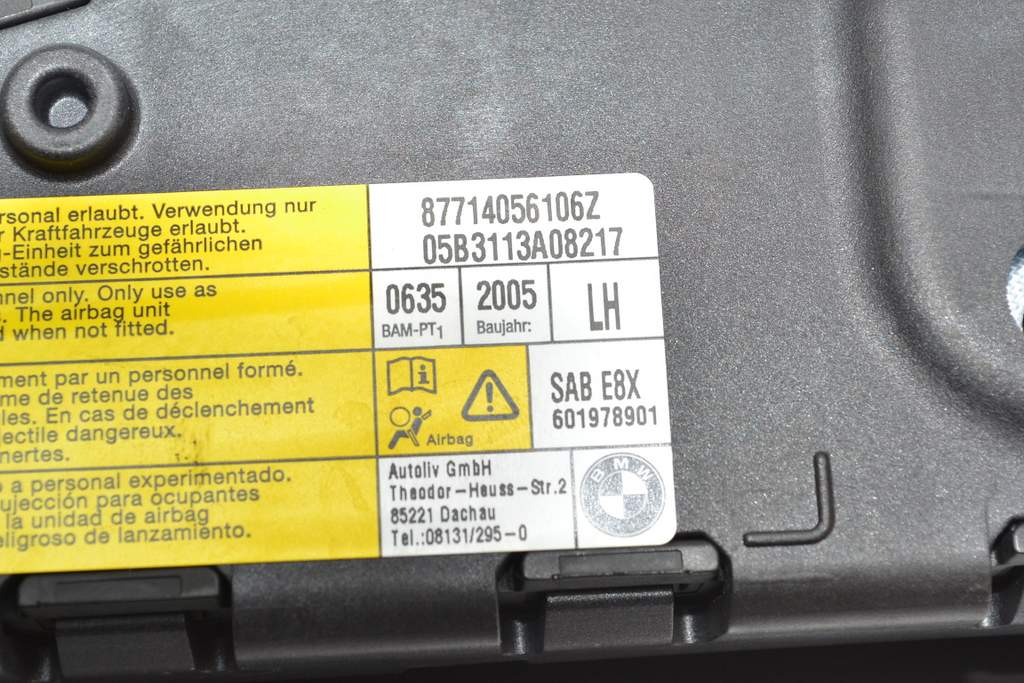 rsonal erlaubt. Verwendung nur
r Kraftfahrzeuge erlaubt.
-Einheit zum gefährlichen
stände verschrotten.
nnel only. Only use as
s. The airbag unit
d when not fitted.
ment par un personnel formé.
me de retenue des
les. En cas de déclenchement
jectile dangereux.
nertes.
o a personal experimentado.
ujección para ocupantes
la unidad de airbag
eligroso de lanzamiento.
87714056106Z
05B3113A08217
0635
BAM-PT1
2005
Baujahr:
LH
Airbag
SAB E8X
601978901
Autoliv GmbH
Theodor-Heuss-Str.2
85221 Dachau
Tel.:08131/295-0
BMW